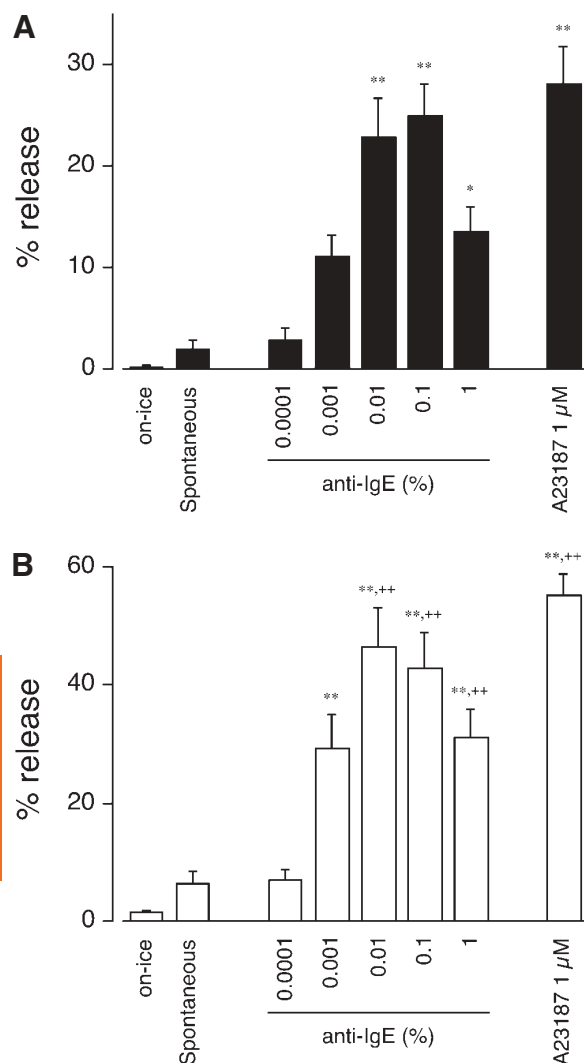 A
% release
30
20
10
0
**
**
*
**
on-ice
Spontaneous
0.0001
0.001
0.01
0.1
1
A23187 1 µM
anti-IgE (%)
B
% release
60
40
20
0
**
**,++
**,++
**,++
**,++
on-ice
Spontaneous
0.0001
0.001
0.01
0.1
1
A23187 1 µM
anti-IgE (%)